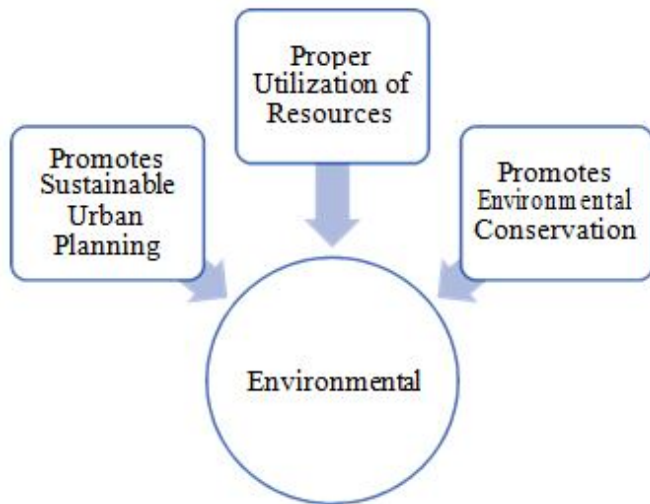 Proper
Utilization of
Resources
Promotes
Sustainable
Urban
Planning
Promotes
Environmental
Conservation
Environmental